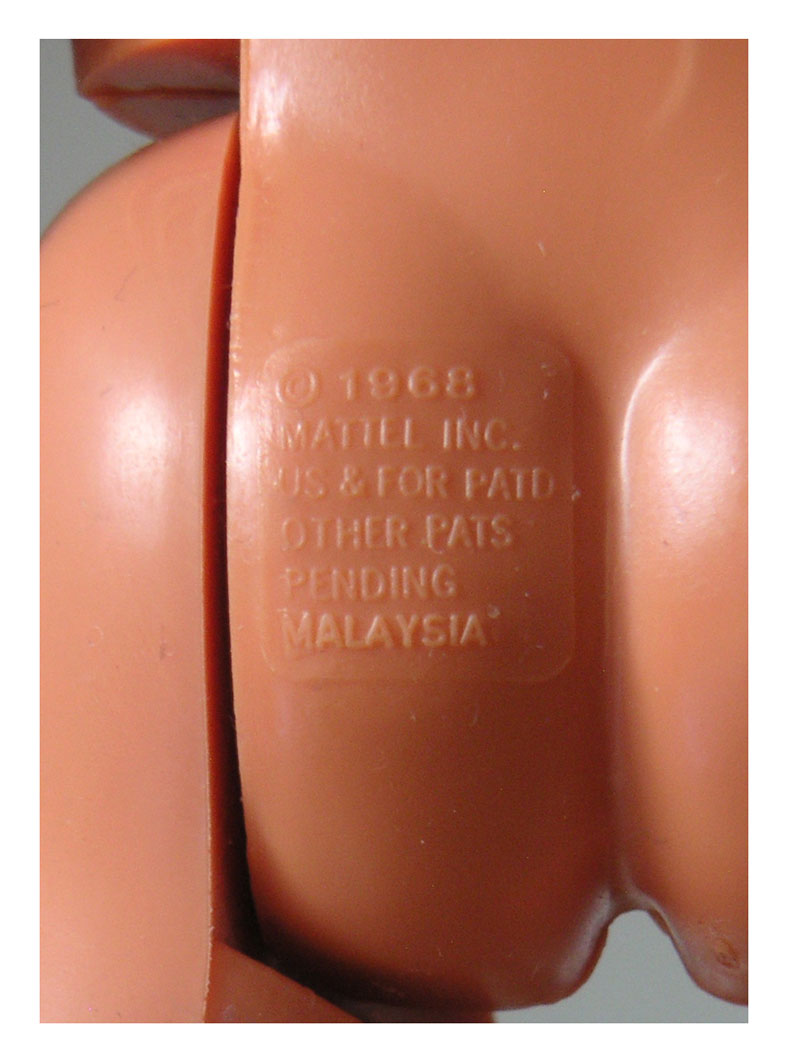 © 1968
MATTEL INC.
US & FOR PATD
OTHER PATS
PENDING
MALAYSIA